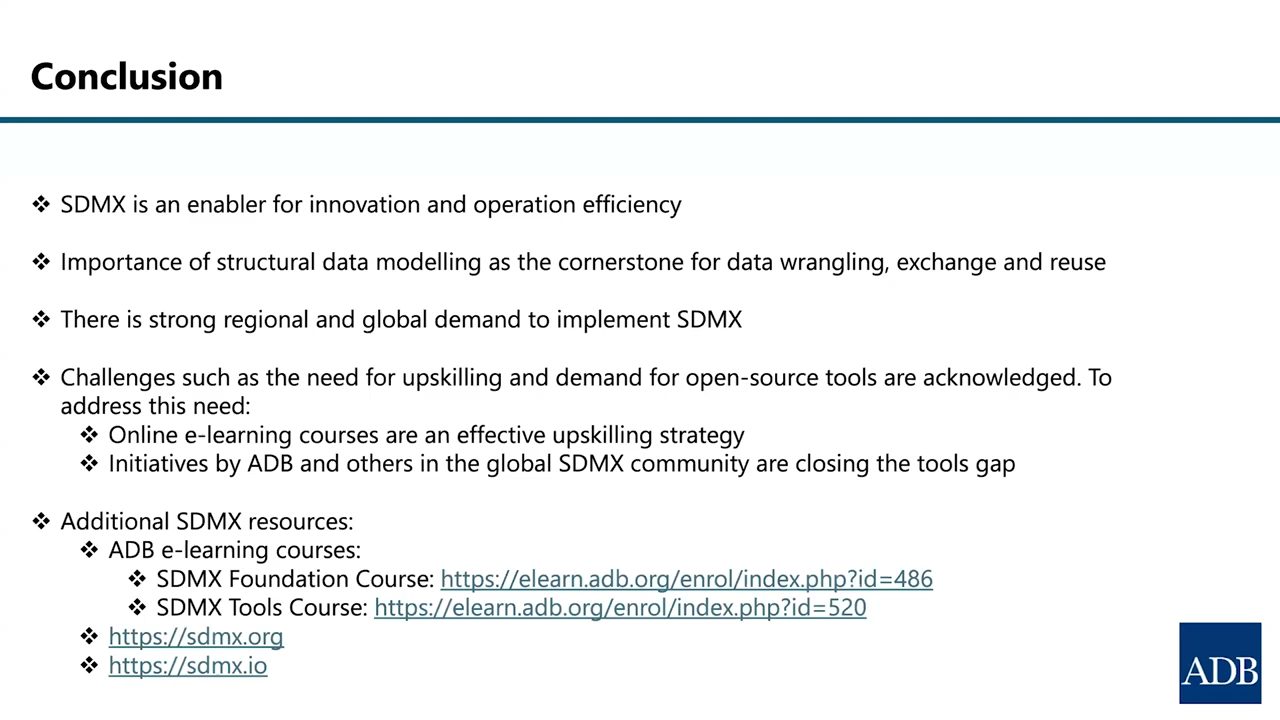 Conclusion
❖ SDMX is an enabler for innovation and operation efficiency
❖ Importance of structural data modelling as the cornerstone for data wrangling, exchange and reuse
❖ There is strong regional and global demand to implement SDMX
❖ Challenges such as the need for upskilling and demand for open-source tools are acknowledged. To
address this need:
❖ Online e-learning courses are an effective upskilling strategy
❖ Initiatives by ADB and others in the global SDMX community are closing the tools gap
❖ Additional SDMX resources:
❖ ADB e-learning courses:
❖ SDMX Foundation Course: https://elearn.adb.org/enrol/index.php?id=486
❖ SDMX Tools Course: https://elearn.adb.org/enrol/index.php?id=520
❖ https://sdmx.org
❖ https://sdmx.io
ADB